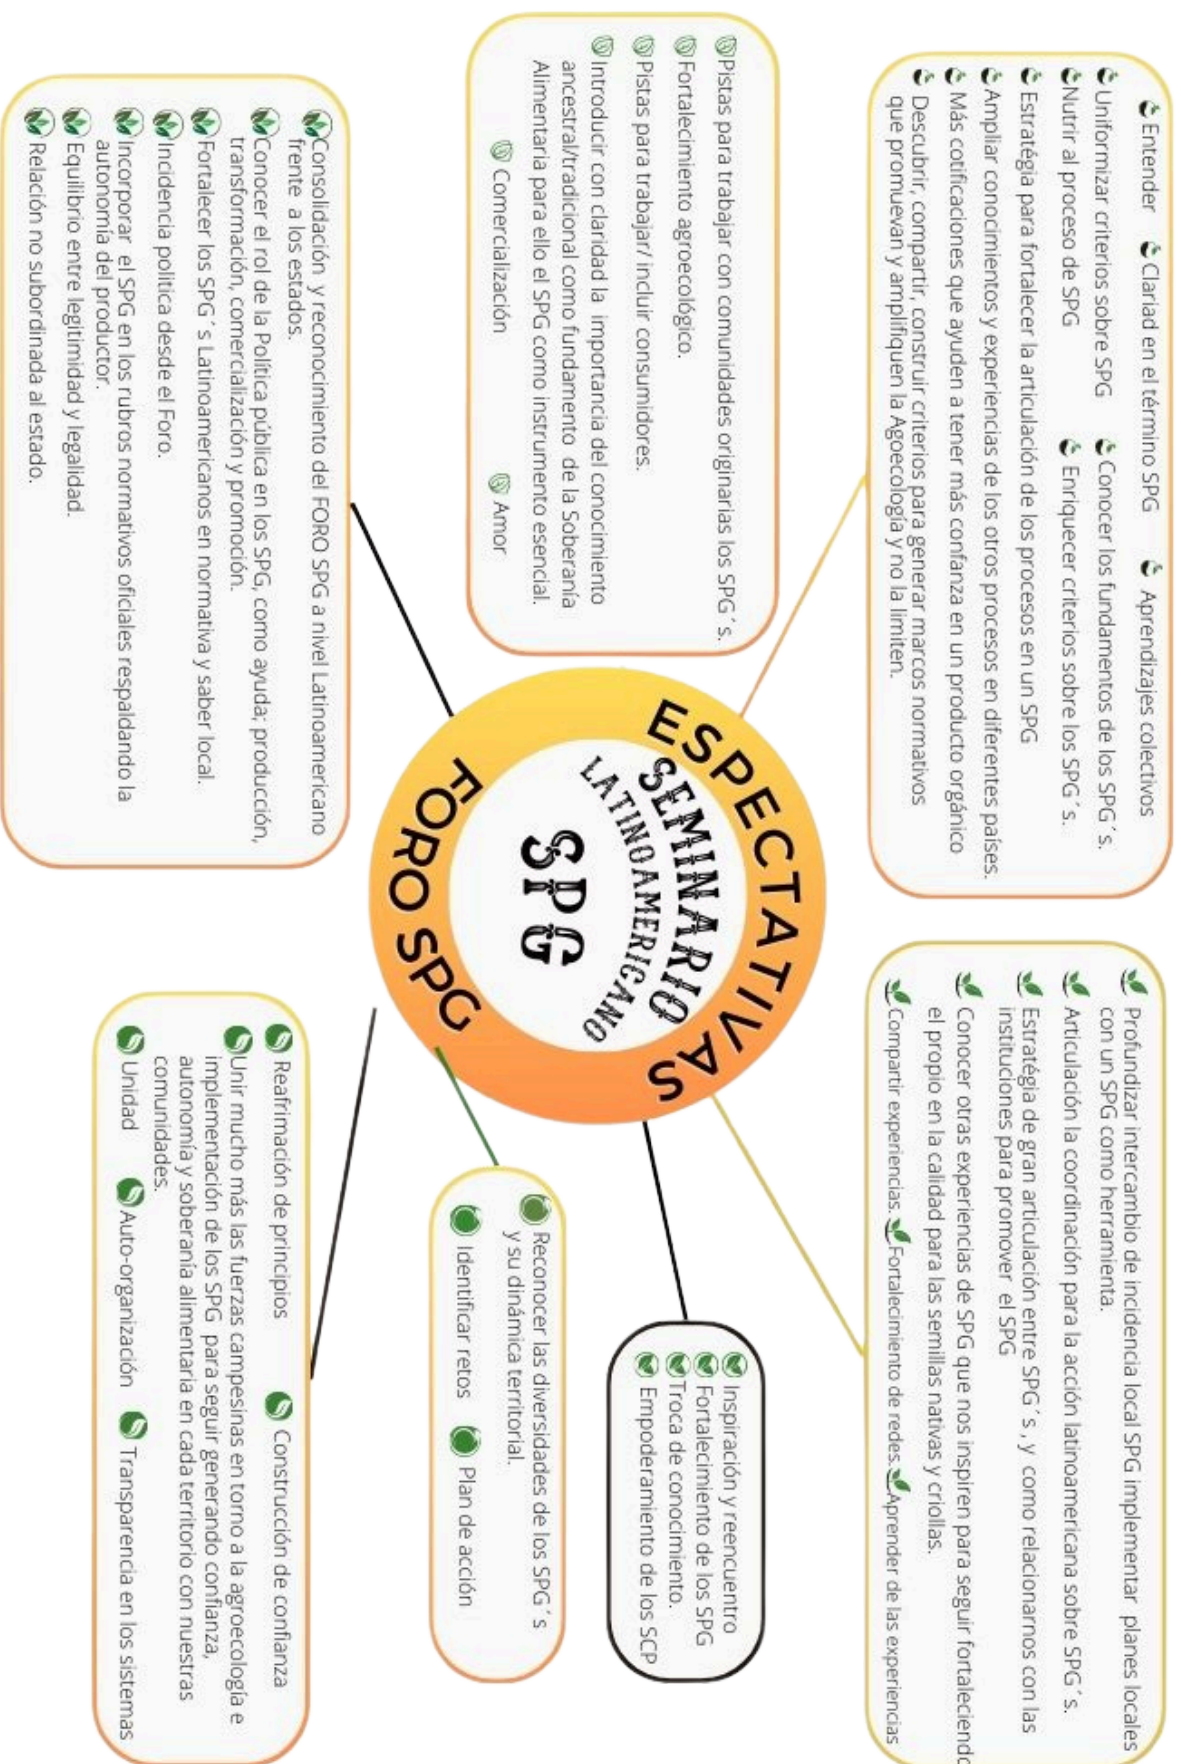 Entender Clariad en el término SPG Aprendizajes colectivos
Uniformizar criterios sobre SPG Conocer los fundamentos de los SPG´s.
Nutrir al proceso de SPG Enriquecer criterios sobre los SPG´s.
Estratégia para fortalecer la articulación de los procesos en un SPG
Ampliar conocimientos y experiencias de los otros procesos en diferentes países.
Más cotificaciones que ayuden a tener más confanza en un producto orgánico
Descubrir, compartir, construir criterios para generar marcos normativos
que promuevan y amplifiquen la Agoecología y no la limiten.
Profundizar intercambio de incidencia local SPG implementar planes locales
con un SPG como herramienta.
Articulación la coordinación para la acción latinoamericana sobre SPG´s.
Estratégia de gran articulación entre SPG´s , y como relacionarnos con las
instituciones para promover el SPG
Conocer otras experiencias de SPG que nos inspiren para seguir fortaleciendo
el propio en la calidad para las semillas nativas y criollas.
Compartir experiencias. Fortalecimiento de redes. Aprender de las experiencias
Pistas para trabajar con comunidades originarias los SPG´s.
Fortalecimiento agroecológico.
Pistas para trabajar/ incluir consumidores.
Introducir con claridad la importancia del conocimiento
ancestral/tradicional como fundamento de la Soberanía
Alimentaria para ello el SPG como instrumento esencial.
Comercialización Amor
ESPECTATIVAS
SEMINARIO
LATINOAMERICANO
SPG
FORO SPG
Inspiración y reencuentro
Fortalecimiento de los SPG
Troca de conocimiento.
Empoderamiento de los SCP
Reconocer las diversidades de los SPG´s
y su dinámica territorial.
Identificar retos Plan de acción
Consolidación y reconocimiento del FORO SPG a nivel Latinoamericano
frente a los estados.
Conocer el rol de la Política pública en los SPG, como ayuda; producción,
transformación, comercialización y promoción.
Fortalecer los SPG´s Latinoamericanos en normativa y saber local.
Incidencia politica desde el Foro.
Incorporar el SPG en los rubros normativos oficiales respaldando la
autonomía del productor.
Equilibrio entre legitimidad y legalidad.
Relación no subordinada al estado.
Reafrimación de principios Construcción de confianza
Unir mucho más las fuerzas campesinas en torno a la agroecología e
implementación de los SPG para seguir generando confianza,
autonomía y soberanía alimentaria en cada territorio con nuestras
comunidades.
Unidad Auto-organización Transparencia en los sistemas